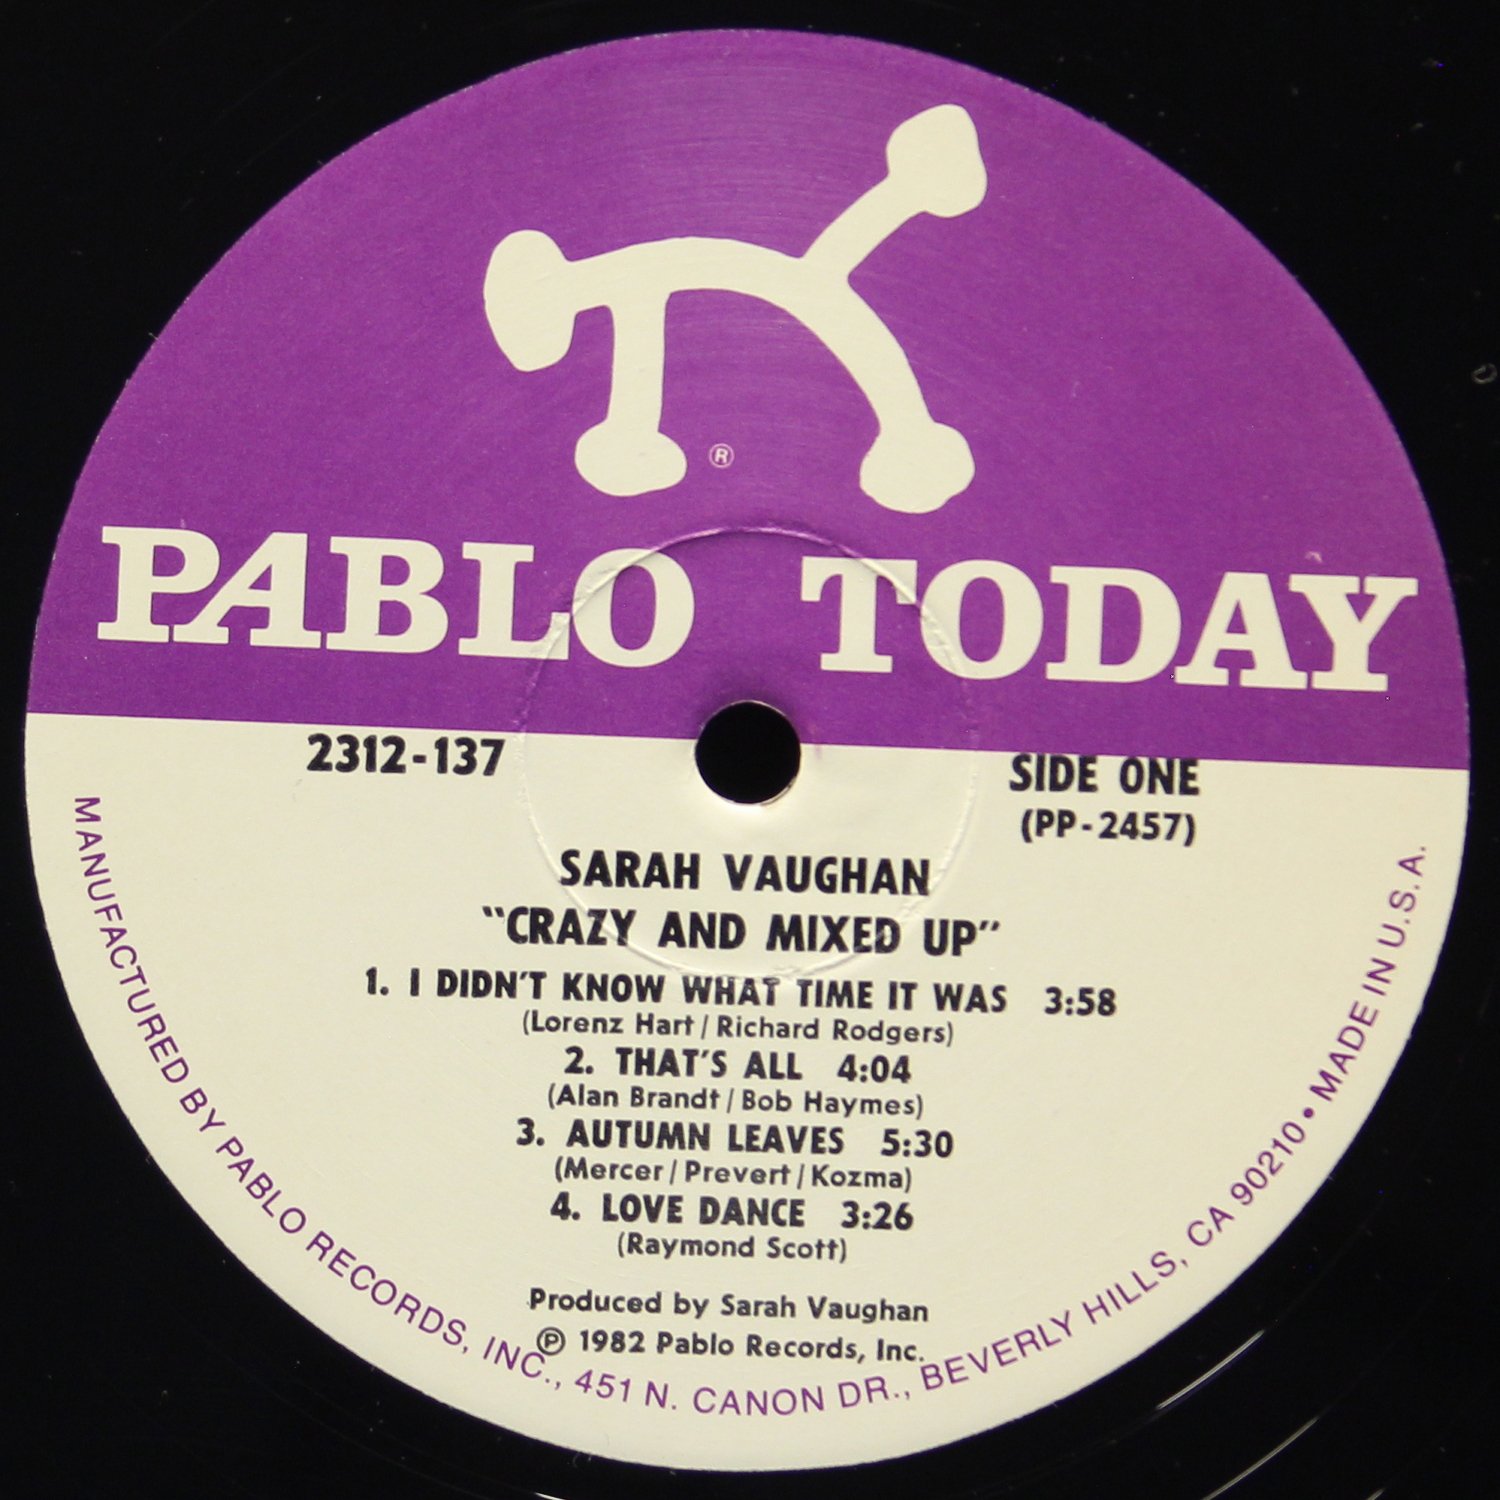 ®
PABLO TODAY
2312-137
SIDE ONE
(PP-2457)
SARAH VAUGHAN
"CRAZY AND MIXED UP"
1. I DIDN'T KNOW WHAT TIME IT WAS 3:58
(Lorenz Hart / Richard Rodgers)
2. THAT'S ALL 4:04
(Alan Brandt / Bob Haymes)
3. AUTUMN LEAVES 5:30
(Mercer / Prevert / Kozma)
4. LOVE DANCE 3:26
(Raymond Scott)
Produced by Sarah Vaughan
℗ 1982 Pablo Records, Inc.
MANUFACTURED BY PABLO RECORDS, INC., 451 N. CANON DR., BEVERLY HILLS, CA 90210 • MADE IN U.S.A.